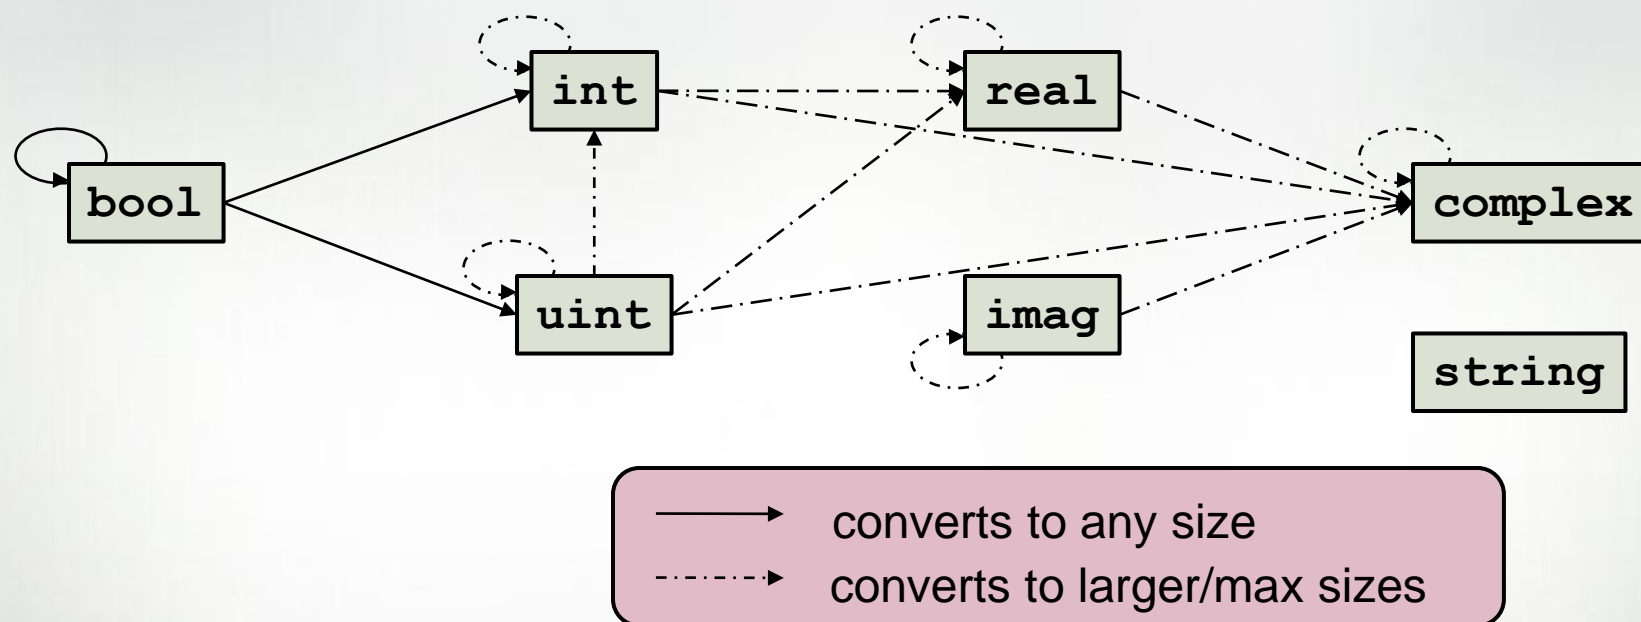 int
real
bool
complex
uint
imag
string
converts to any size
converts to larger/max sizes